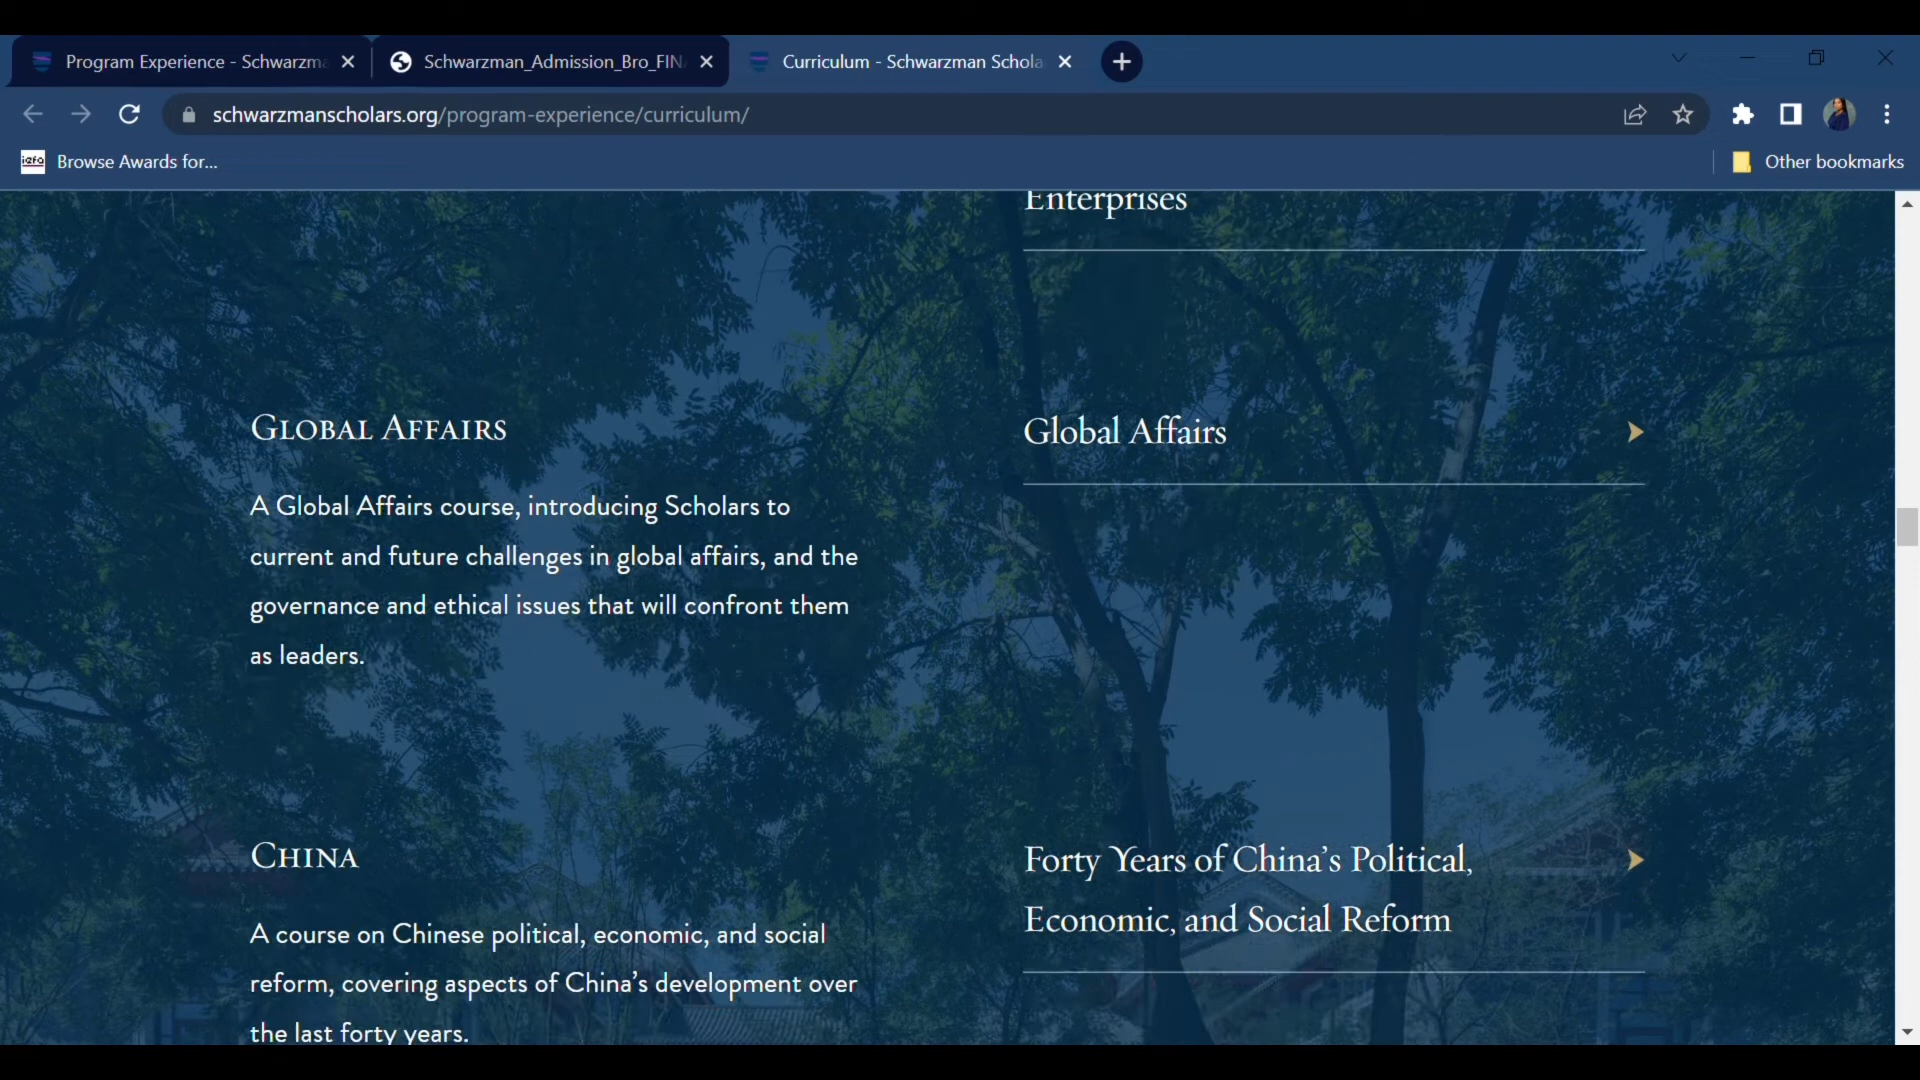 Program Experience - Schwarzma
Schwarzman_Admission_Bro_FIN
Curriculum - Schwarzman Schola
schwarzmanscholars.org/program-experience/curriculum/
iefa
Browse Awards for...
Other bookmarks
Enterprises
GLOBAL AFFAIRS
Global Affairs
A Global Affairs course, introducing Scholars to
current and future challenges in global affairs, and the
governance and ethical issues that will confront them
as leaders.
CHINA
Forty Years of China's Political,
Economic, and Social Reform
A course on Chinese political, economic, and social
reform, covering aspects of China's development over
the last forty years.